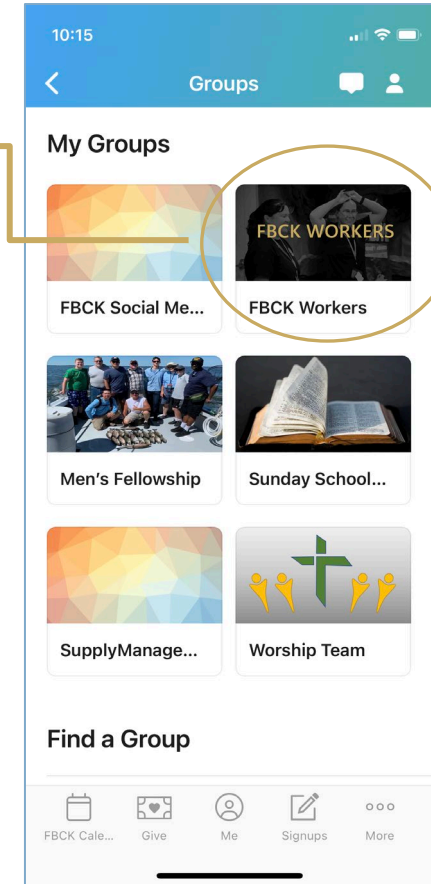 10:15
Groups
My Groups
FBCK WORKERS
FBCK Social Me...
FBCK Workers
Men's Fellowship
Sunday School...
SupplyManage...
Worship Team
Find a Group
FBCK Cale...
Give
Me
Signups
More